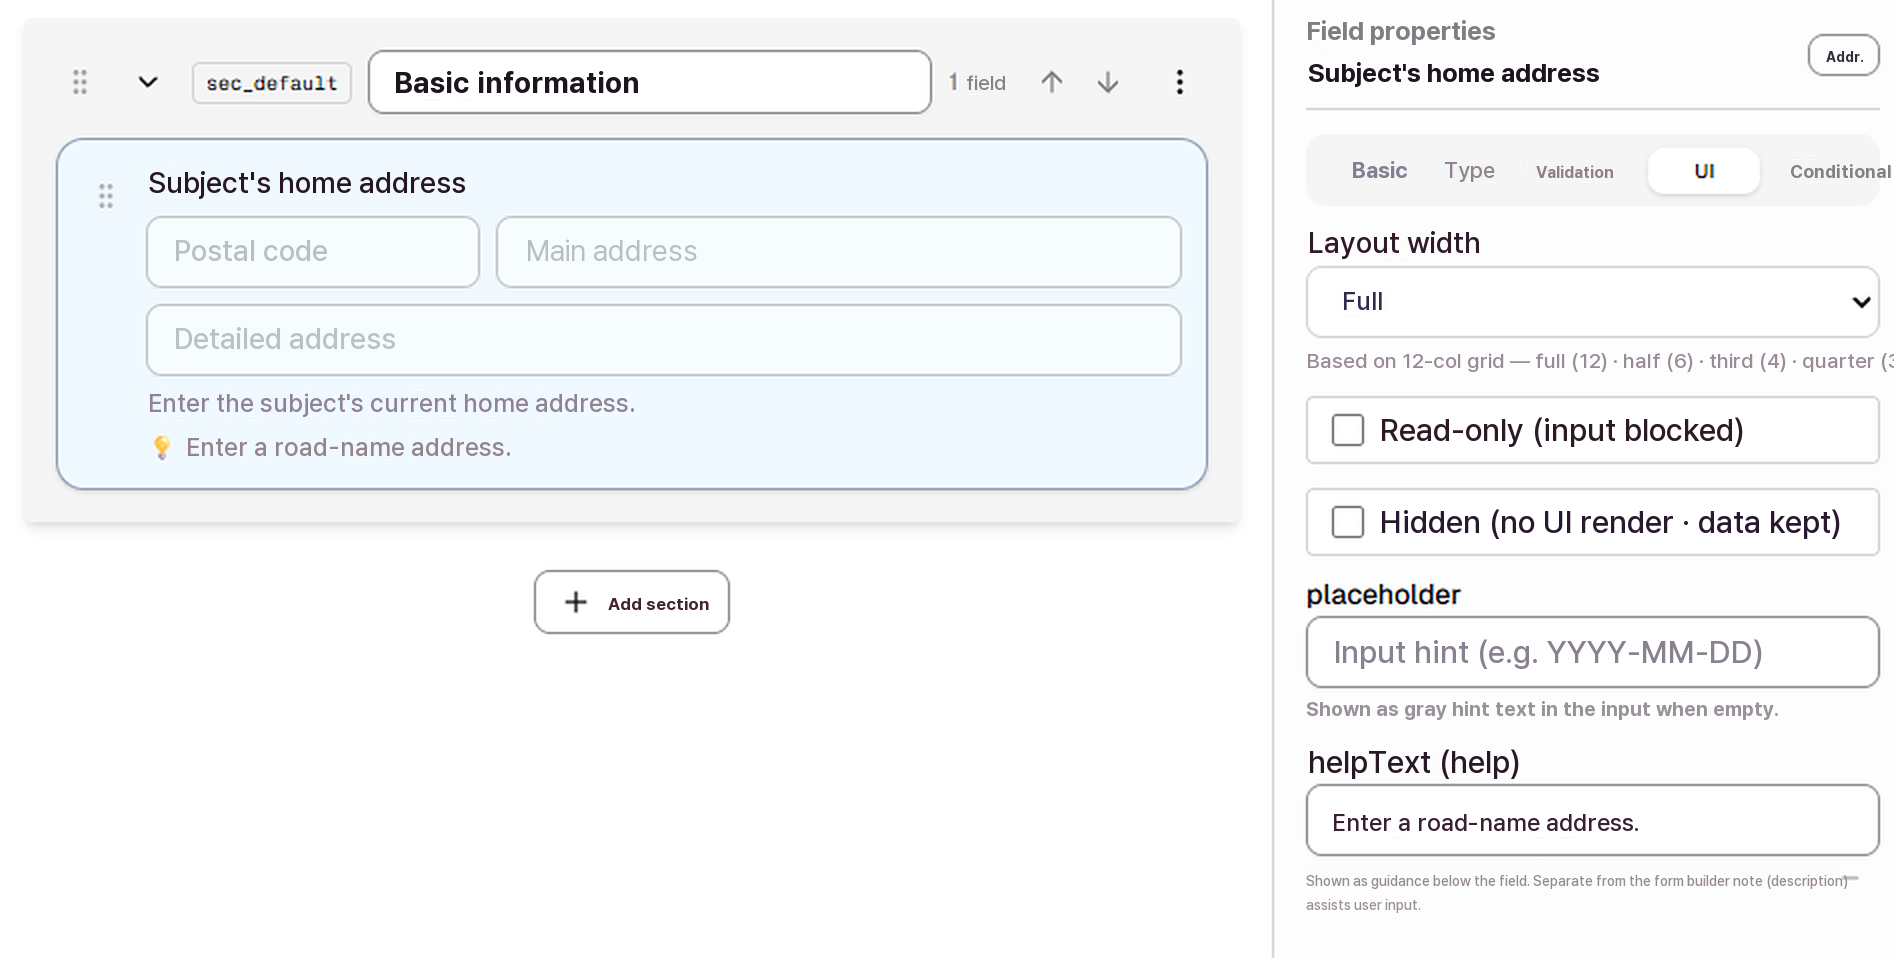 sec_default
Basic information
1 field
Subject's home address
Postal code
Main address
Detailed address
Enter the subject's current home address.
💡 Enter a road-name address.
Add section
Field properties
Subject's home address
Addr.
Basic
Type
Validation
UI
Conditional
Layout width
Full
Based on 12-col grid — full (12) · half (6) · third (4) · quarter (3
Read-only (input blocked)
Hidden (no UI render · data kept)
placeholder
Input hint (e.g. YYYY-MM-DD)
Shown as gray hint text in the input when empty.
helpText (help)
Enter a road-name address.
Shown as guidance below the field. Separate from the form builder note (description)—
assists user input.